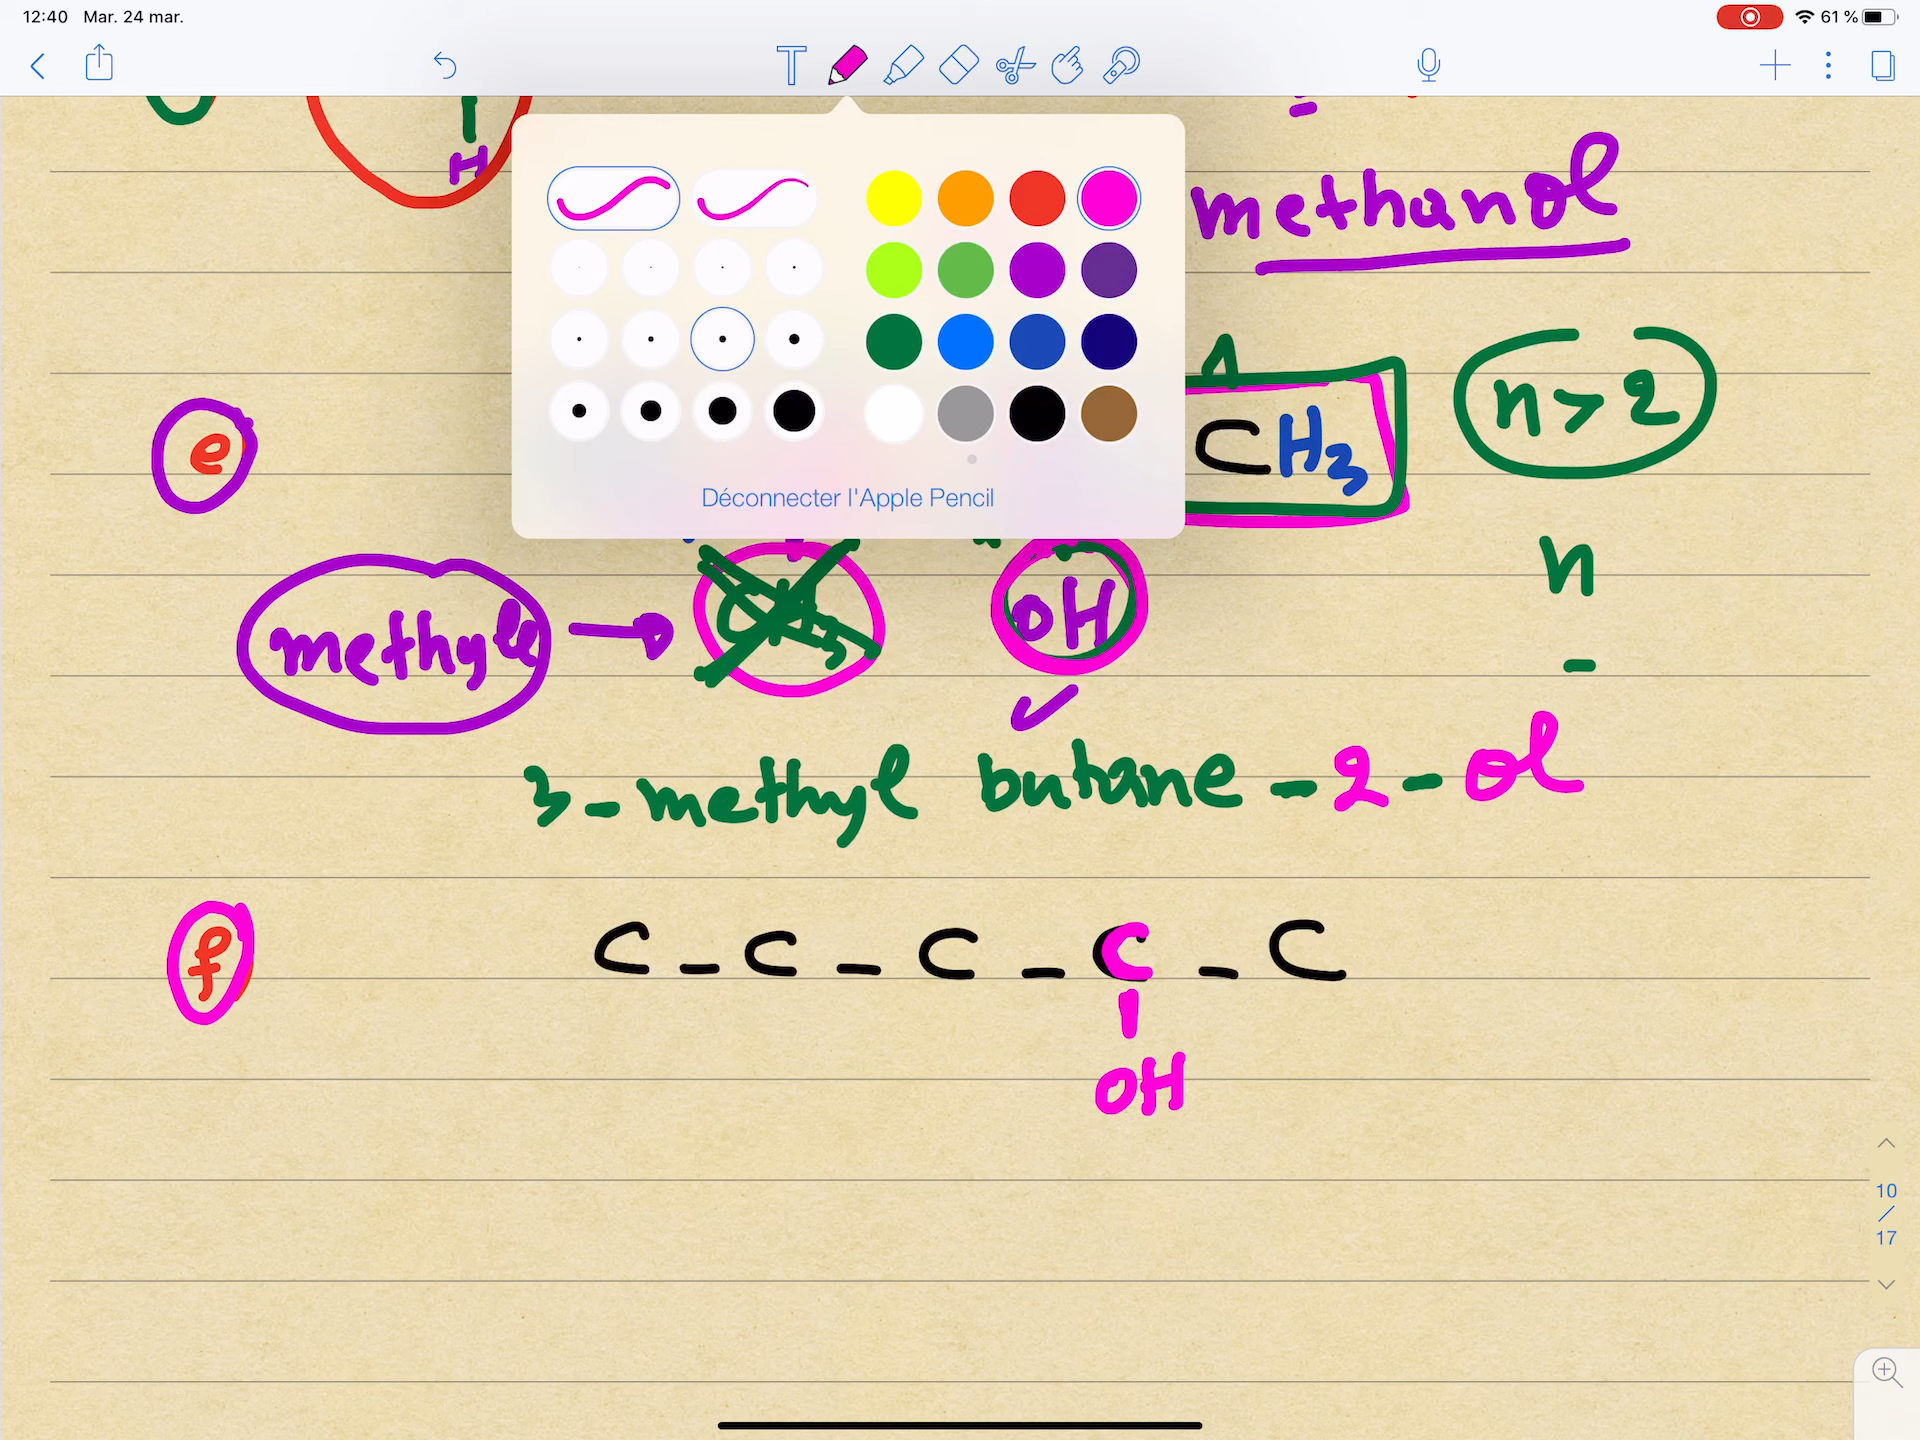 12:40 Mar. 24 mar. 61 %
T
H
methanol
CH3 n > 2
e
Déconnecter l'Apple Pencil
n
methyle → CH3 OH
-
3 - methyl butane - 2 - ol
f C - C - C - C - C
OH
10
/
17